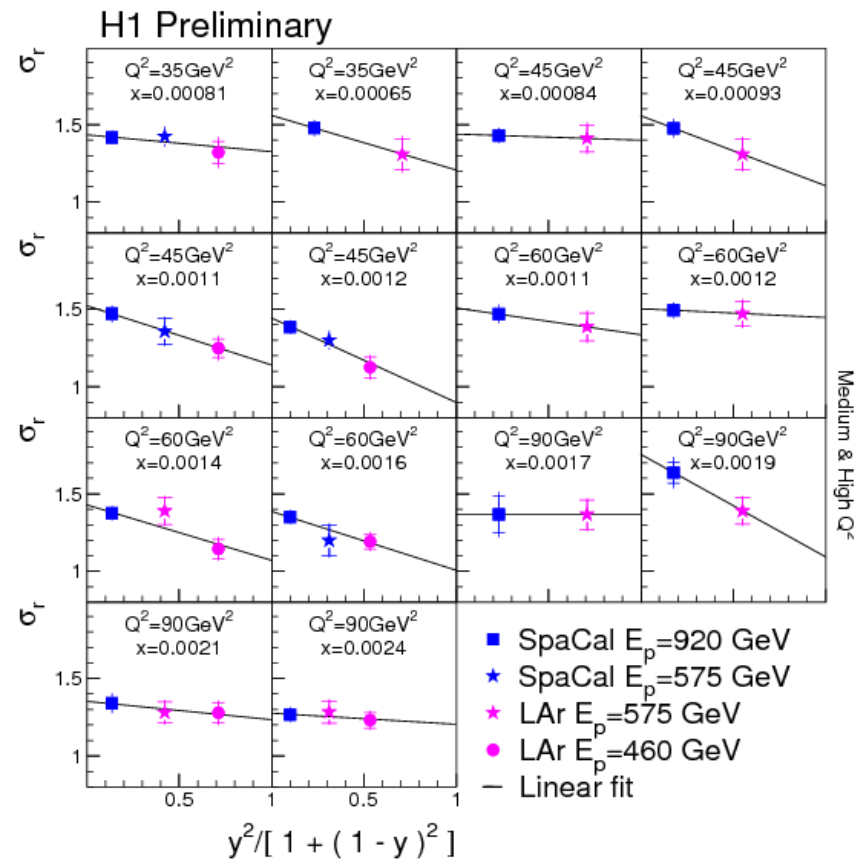 H1 Preliminary
σr
Q²=35GeV²
x=0.00081
Q²=35GeV²
x=0.00065
Q²=45GeV²
x=0.00084
Q²=45GeV²
x=0.00093
1.5
1
σr
Q²=45GeV²
x=0.0011
Q²=45GeV²
x=0.0012
Q²=60GeV²
x=0.0011
Q²=60GeV²
x=0.0012
1.5
1
σr
Q²=60GeV²
x=0.0014
Q²=60GeV²
x=0.0016
Q²=90GeV²
x=0.0017
Q²=90GeV²
x=0.0019
1.5
1
Medium & High Q²
σr
Q²=90GeV²
x=0.0021
Q²=90GeV²
x=0.0024
1.5
1
0.5 1 0.5 1
y²/[ 1 + ( 1 - y )² ]
SpaCal Ep=920 GeV
SpaCal Ep=575 GeV
LAr Ep=575 GeV
LAr Ep=460 GeV
Linear fit